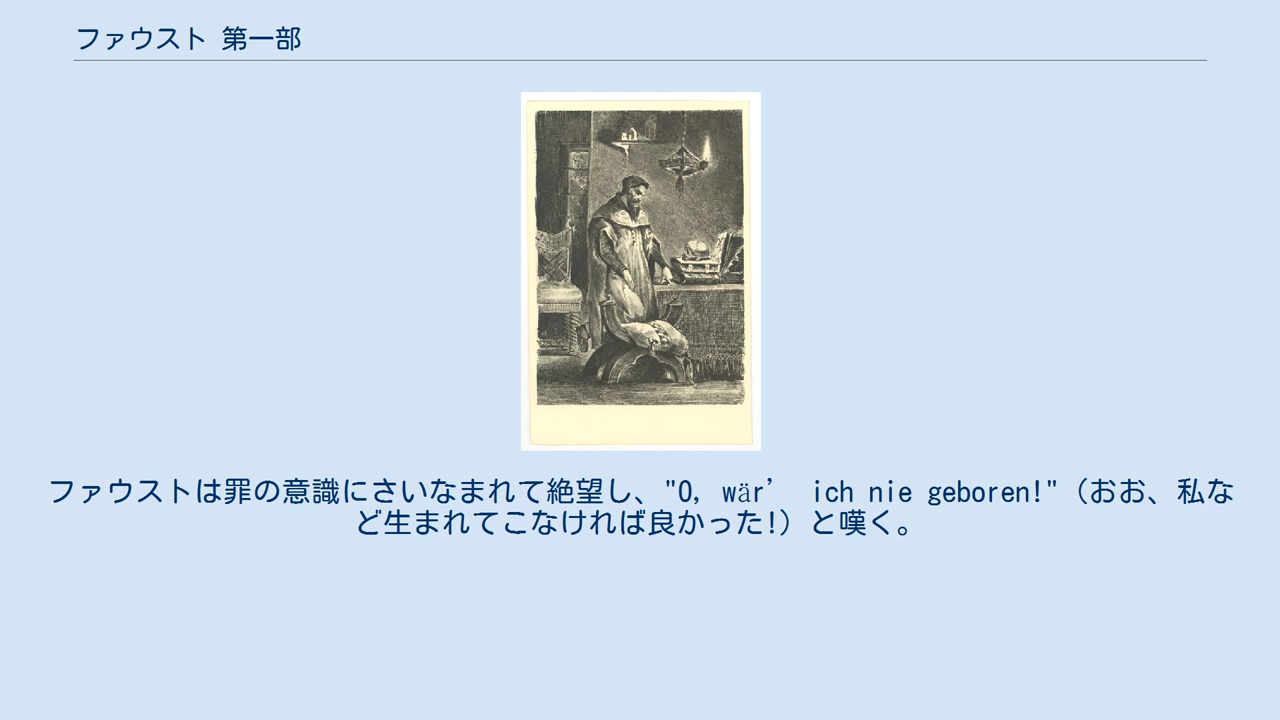 ファウスト 第一部
ファウストは罪の意識にさいなまれて絶望し、"O, wär’ ich nie geboren!"（おお、私な
ど生まれてこなければ良かった!）と嘆く。